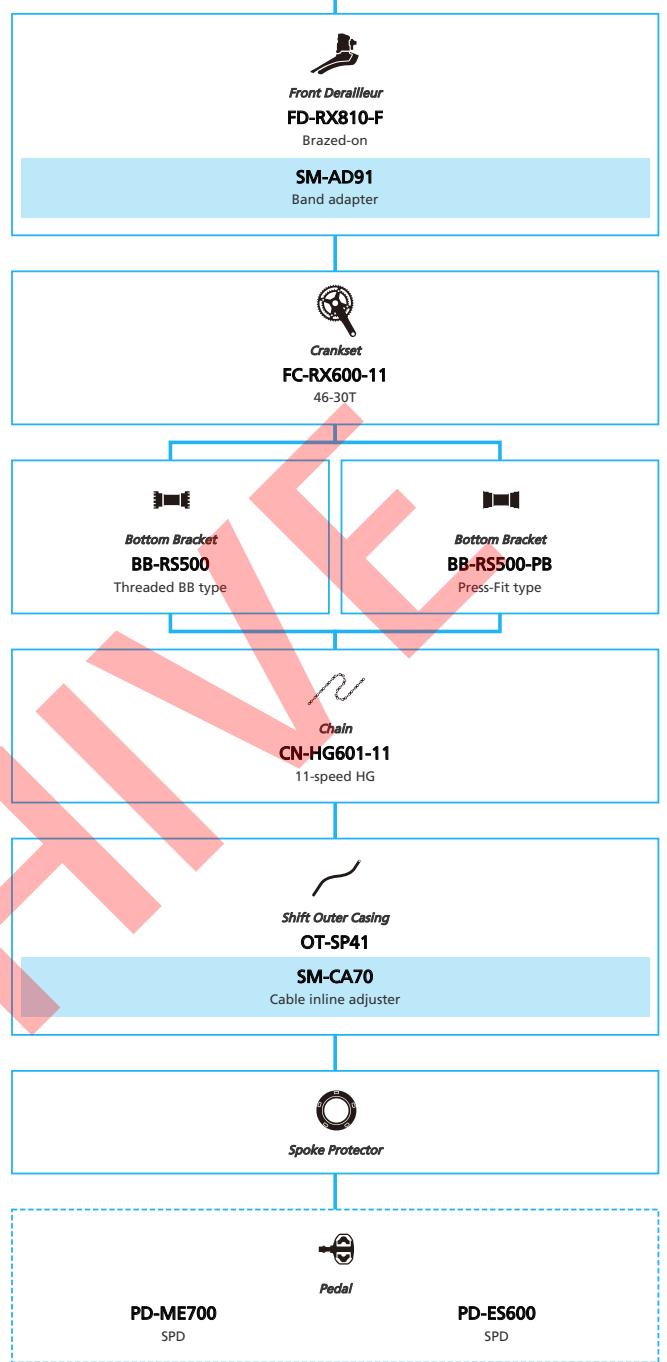 Front Derailleur
FD-RX810-F
Brazed-on
SM-AD91
Band adapter
Crankset
FC-RX600-11
46-30T
Bottom Bracket
BB-RS500
Threaded BB type
Bottom Bracket
BB-RS500-PB
Press-Fit type
Chain
CN-HG601-11
11-speed HG
Shift Outer Casing
OT-SP41
SM-CA70
Cable inline adjuster
Spoke Protector
Pedal
PD-ME700
SPD
PD-ES600
SPD
HIVE